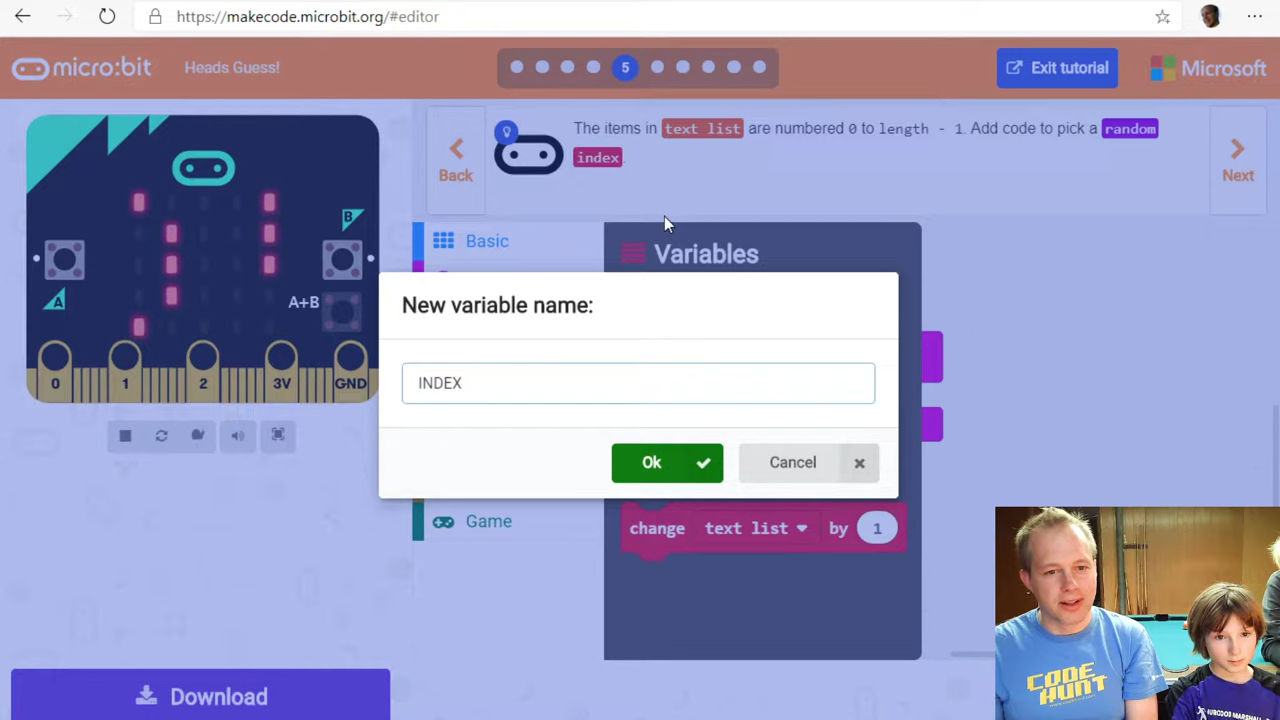 https://makecode.microbit.org/#editor
micro:bit
Heads Guess!
5
Exit tutorial
Microsoft
Back
The items in text list are numbered 0 to length - 1. Add code to pick a random
index.
Next
B
A
A+B
0 1 2 3V GND
Basic
Variables
New variable name:
INDEX
Ok
Cancel
Game
change text list by 1
Download
CODE
HUNT